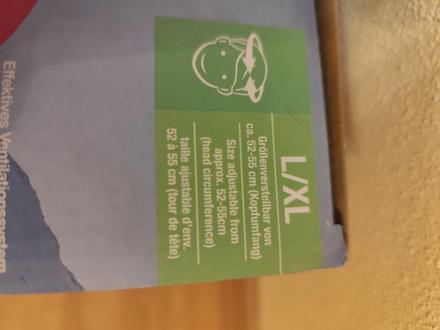 L/XL
Größenverstellbar von
ca. 52-55 cm (Kopfumfang)
Size adjustable from
approx. 52-55cm
(head circumference)
taille ajustable d'env.
52 à 55 cm (tour de tête)
Effektives Ventilationssystem